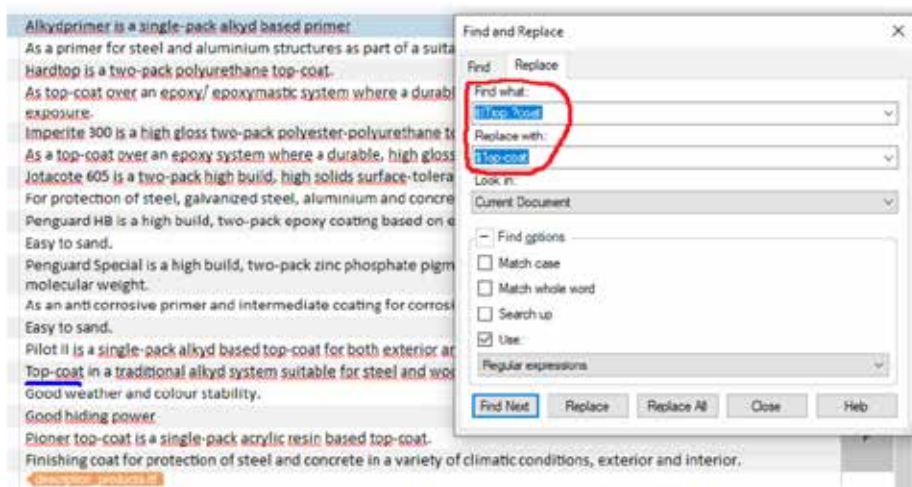 Alkydprimer is a single-pack alkyd based primer
As a primer for steel and aluminium structures as part of a suita
Hardtop is a two-pack polyurethane top-coat.
As top-coat over an epoxy/ epoxymastic system where a durabl
exposure.
Imperite 300 is a high gloss two-pack polyester-polyurethane to
As a top-coat over an epoxy system where a durable, high gloss
Jotacote 605 is a two-pack high build, high solids surface-tolera
For protection of steel, galvanized steel, aluminium and concre
Penguard HB is a high build, two-pack epoxy coating based on e
Easy to sand.
Penguard Special is a high build, two-pack zinc phosphate pigm
molecular weight.
As an anti corrosive primer and intermediate coating for corrosi
Easy to sand.
Pilot II is a single-pack alkyd based top-coat for both exterior ar
Top-coat in a traditional alkyd system suitable for steel and woo
Good weather and colour stability.
Good hiding power
Pioner top-coat is a single-pack acrylic resin based top-coat.
Finishing coat for protection of steel and concrete in a variety of climatic conditions, exterior and interior.
description_products.rtf
Find and Replace
Find Replace
Find what:
?coat
Replace with:
Top-coat
Look in:
Current Document
Find options
Match case
Match whole word
Search up
Use:
Regular expressions
Find Next Replace Replace All Close Help